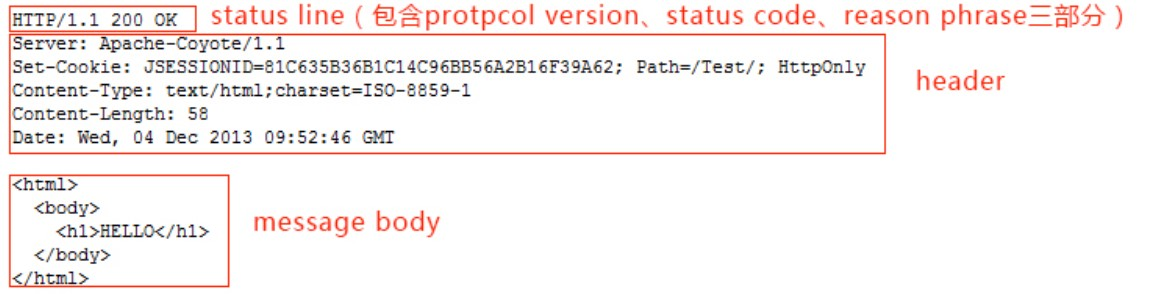 HTTP/1.1 200 OK status line（包含protpcol version、status code、reason phrase三部分）
Server: Apache-Coyote/1.1
Set-Cookie: JSESSIONID=81C635B36B1C14C96BB56A2B16F39A62; Path=/Test/; HttpOnly
header
Content-Type: text/html;charset=ISO-8859-1
Content-Length: 58
Date: Wed, 04 Dec 2013 09:52:46 GMT
<html>
<body>
<h1>HELLO</h1>
message body
</body>
</html>